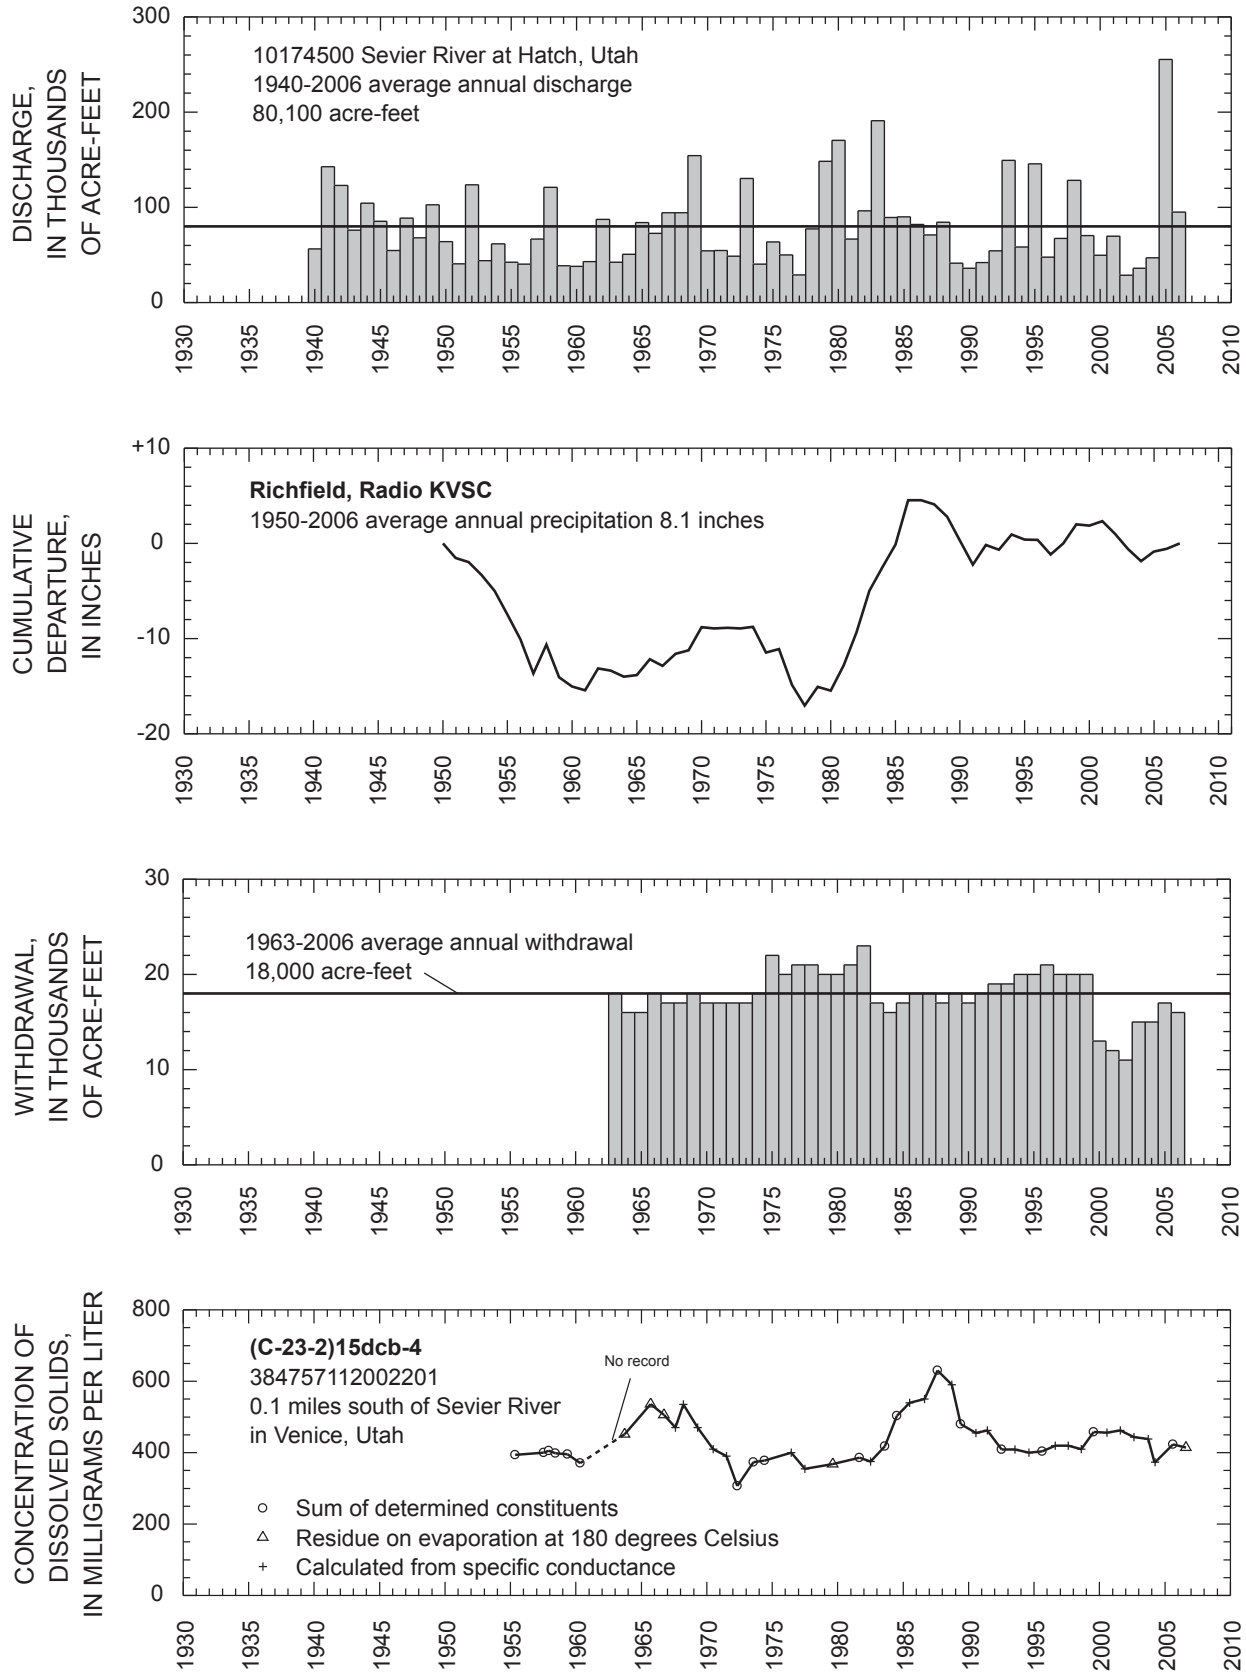 DISCHARGE,
IN THOUSANDS
OF ACRE-FEET
300
200
100
0
10174500 Sevier River at Hatch, Utah
1940-2006 average annual discharge
80,100 acre-feet
1930 1935 1940 1945 1950 1955 1960 1965 1970 1975 1980 1985 1990 1995 2000 2005 2010
CUMULATIVE
DEPARTURE,
IN INCHES
+10
0
-10
-20
Richfield, Radio KVSC
1950-2006 average annual precipitation 8.1 inches
1930 1935 1940 1945 1950 1955 1960 1965 1970 1975 1980 1985 1990 1995 2000 2005 2010
WITHDRAWAL,
IN THOUSANDS
OF ACRE-FEET
30
20
10
0
1963-2006 average annual withdrawal
18,000 acre-feet
1930 1935 1940 1945 1950 1955 1960 1965 1970 1975 1980 1985 1990 1995 2000 2005 2010
CONCENTRATION OF
DISSOLVED SOLIDS,
IN MILLIGRAMS PER LITER
800
600
400
200
0
(C-23-2)15dcb-4
384757112002201
0.1 miles south of Sevier River
in Venice, Utah
No record
Sum of determined constituents
Residue on evaporation at 180 degrees Celsius
Calculated from specific conductance
1930 1935 1940 1945 1950 1955 1960 1965 1970 1975 1980 1985 1990 1995 2000 2005 2010